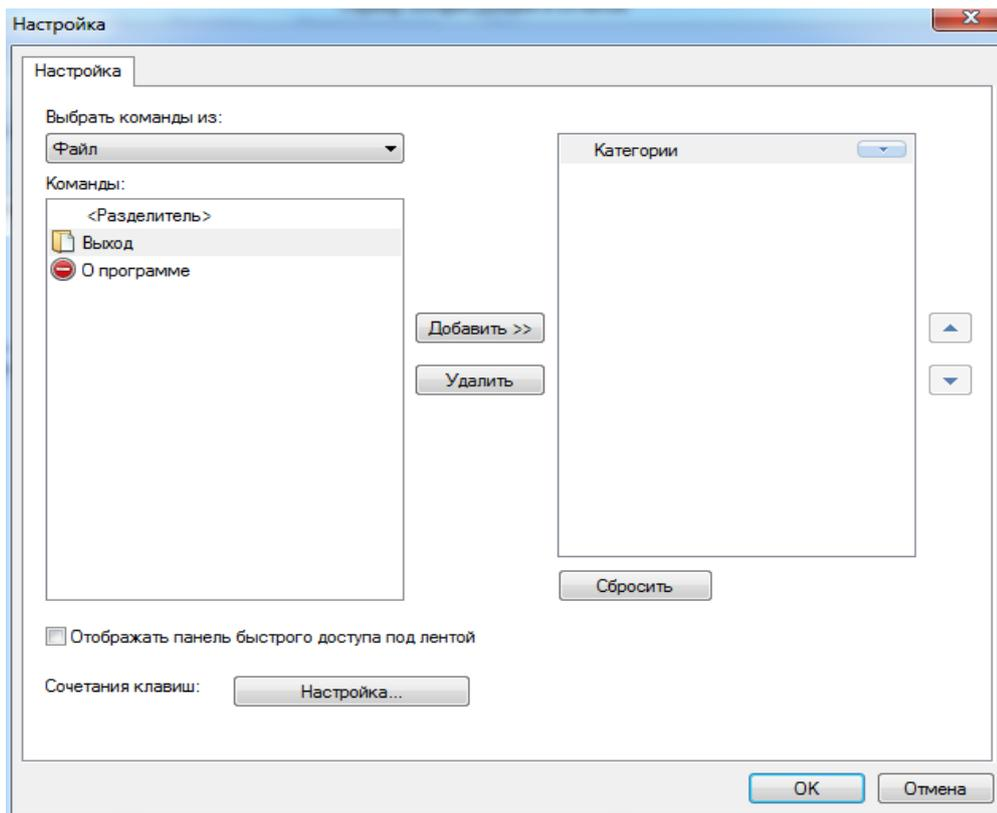 Настройка
Настройка
Выбрать команды из:
Файл
Команды:
<Разделитель>
Выход
О программе
Добавить >>
Удалить
Категории
Сбросить
Отображать панель быстрого доступа под лентой
Сочетания клавиш:
Настройка...
OK
Отмена